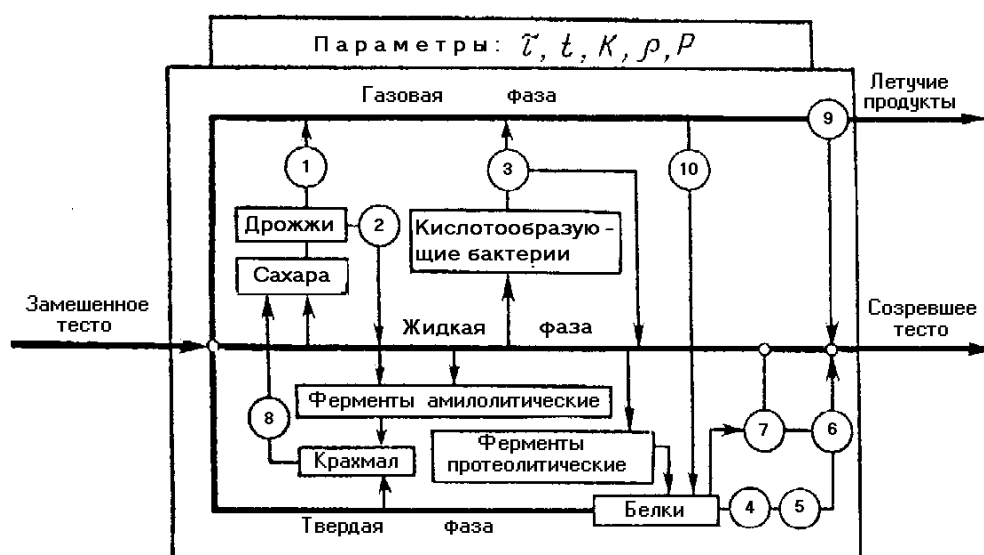 Параметры: τ, t, K, ρ, P
Газовая фаза
Летучие
продукты
9
1
3
10
Дрожжи
2
Кислотообразую-
щие бактерии
Сахара
Замешенное
тесто
Жидкая фаза
Созревшее
тесто
Ферменты амилолитические
8
7
6
Ферменты
протеолитические
Крахмал
Белки
4
5
Твердая фаза